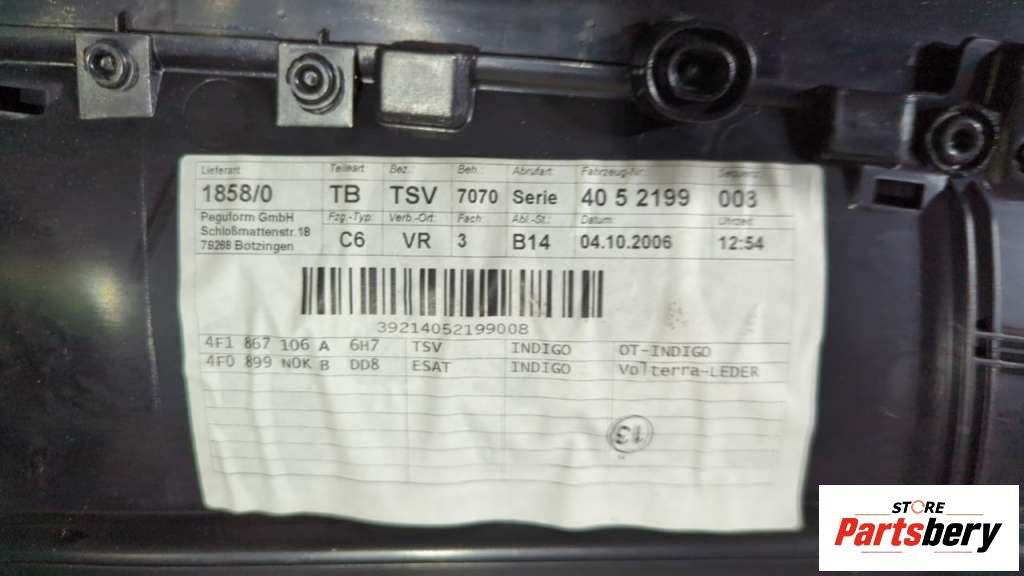 Lieferant: Teileart: Bez.: Beh.: Abrufart: Fahrzeug-Nr. Sequenz:
1858/0 TB TSV 7070 Serie 40 5 2199 003
Peguform GmbH Fzg.-Typ: Verb.-Ort: Fach: Abl.-St.: Datum: Uhrzeit:
Schloßmattenstr.18 C6 VR 3 B14 04.10.2006 12:54
79268 Bötzingen
39214052199008
4F1 867 106 A 6H7 TSV INDIGO OT-INDIGO
4F0 899 N0K B DD8 ESAT INDIGO Volterra-LEDER
13
STORE
Partsbery